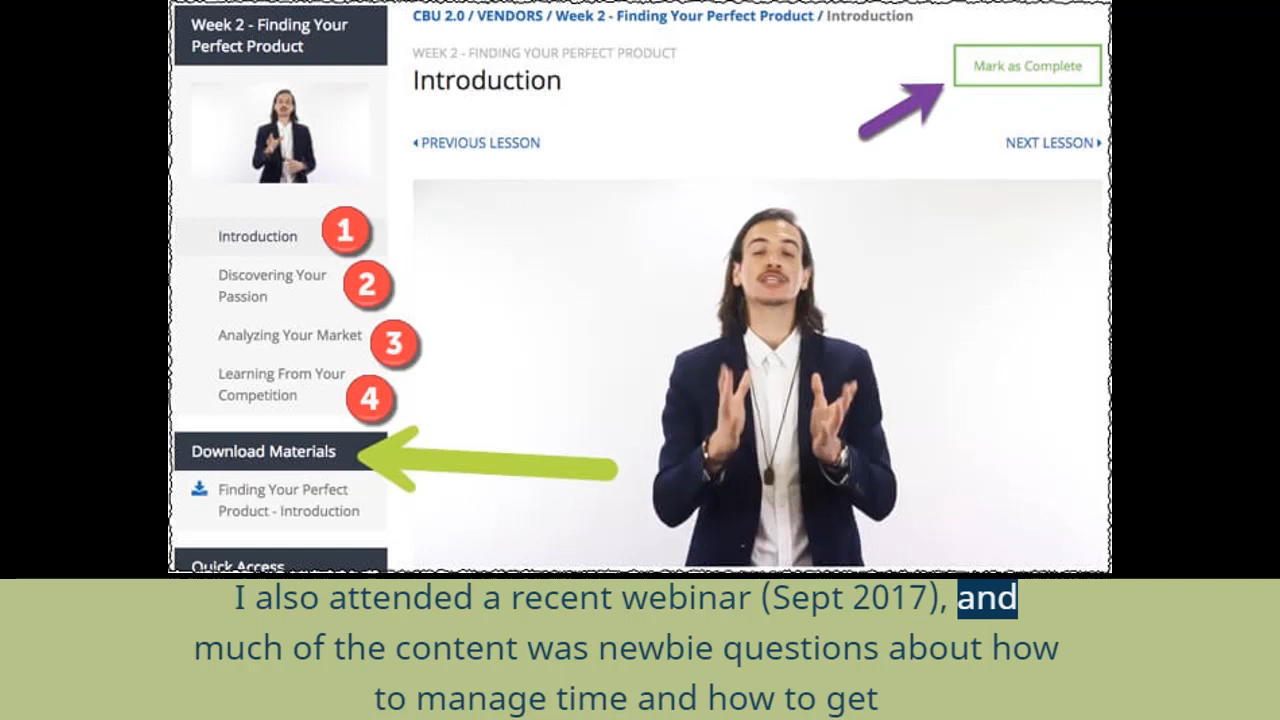 Week 2 - Finding Your
Perfect Product
Introduction
1
Discovering Your
Passion
2
Analyzing Your Market
3
Learning From Your
Competition
4
Download Materials
Finding Your Perfect
Product - Introduction
Quick Access
CBU 2.0 / VENDORS / Week 2 - Finding Your Perfect Product / Introduction
WEEK 2 - FINDING YOUR PERFECT PRODUCT
Introduction
Mark as Complete
PREVIOUS LESSON
NEXT LESSON
I also attended a recent webinar (Sept 2017), and
much of the content was newbie questions about how
to manage time and how to get